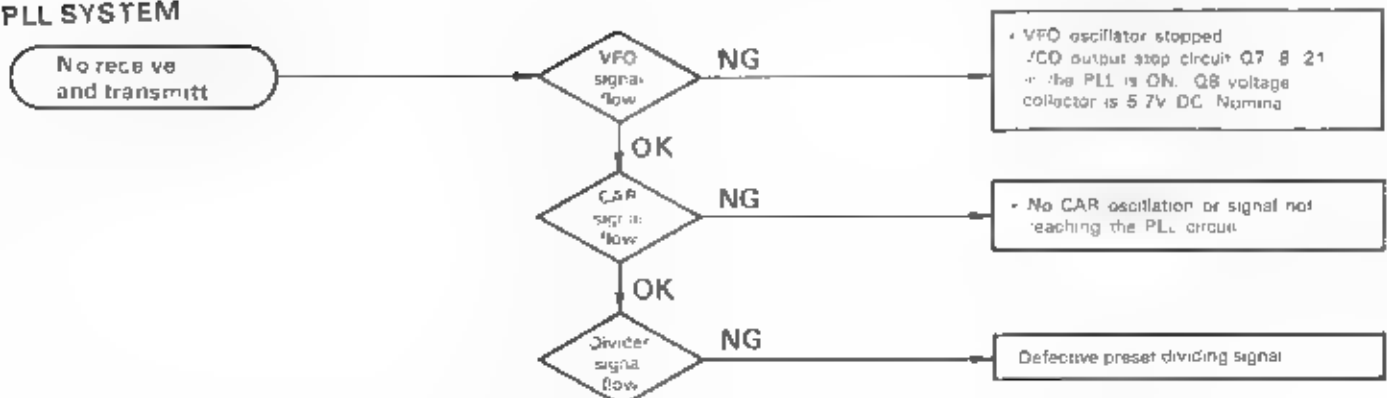 PLL SYSTEM
No receive
and transmitt
VFO
signal
flow
NG
• VFO oscillator stopped
VCO output stop circuit Q7 8 21
in the PLL is ON. Q8 voltage
collector is 5.7V DC Nominal
OK
CAR
signal
flow
NG
• No CAR oscillation or signal not
reaching the PLL circuit
OK
Divider
signal
flow
NG
Defective preset dividing signal